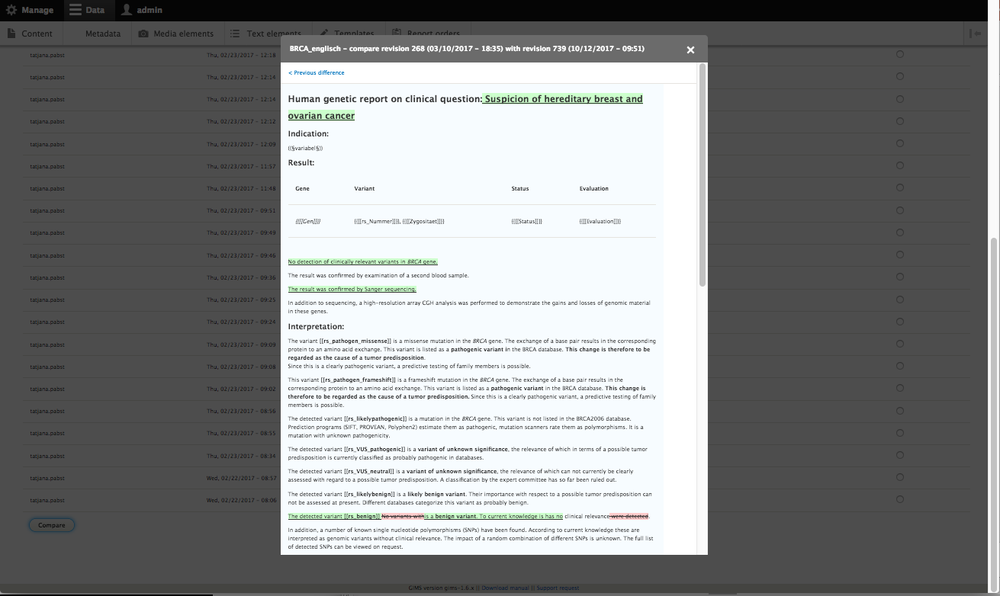 Manage Data admin
Content Metadata Media elements Text elements Templates Report orders
BRCA_englisch – compare revision 268 (03/10/2017 – 18:35) with revision 739 (10/12/2017 – 09:51)
< Previous difference
Human genetic report on clinical question: Suspicion of hereditary breast and
ovarian cancer
Indication:
((§variabel§))
Result:
Gene Variant Status Evaluation
{{[[Gen]]}} {{[[rs_Nummer]]}}, {{[[Zygositaet]]}} {{[[Status]]}} {{[[Evaluation]]}}
No detection of clinically relevant variants in BRCA gene.
The result was confirmed by examination of a second blood sample.
The result was confirmed by Sanger sequencing.
In addition to sequencing, a high-resolution array CGH analysis was performed to demonstrate the gains and losses of genomic material
in these genes.
Interpretation:
The variant [[rs_pathogen_missense]] is a missense mutation in the BRCA gene. The exchange of a base pair results in the corresponding
protein to an amino acid exchange. This variant is listed as a pathogenic variant in the BRCA database. This change is therefore to be
regarded as the cause of a tumor predisposition.
Since this is a clearly pathogenic variant, a predictive testing of family members is possible.
This variant [[rs_pathogen_frameshift]] is a frameshift mutation in the BRCA gene. The exchange of a base pair results in the
corresponding protein to an amino acid exchange. This variant is listed as a pathogenic variant in the BRCA database. This change is
therefore to be regarded as the cause of a tumor predisposition. Since this is a clearly pathogenic variant, a predictive testing of family
members is possible.
The detected variant [[rs_likelypathogenic]] is a mutation in the BRCA gene. This variant is not listed in the BRCA2006 database.
Prediction programs (SIFT, PROVEAN, Polyphen2) estimate them as pathogenic, mutation scanners rate them as polymorphisms. It is a
mutation with unknown pathogenicity.
The detected variant [[rs_VUS_pathogenic]] is a variant of unknown significance, the relevance of which in terms of a possible tumor
predisposition is currently classified as probably pathogenic in databases.
The detected variant [[rs_VUS_neutral]] is a variant of unknown significance, the relevance of which can not currently be clearly
assessed with regard to a possible tumor predisposition. A classification by the expert committee has so far been ruled out.
The detected variant [[rs_likelybenign]] is a likely benign variant. Their importance with respect to a possible tumor predisposition can
not be assessed at present. Different databases categorize this variant as probably benign.
The detected variant [[rs_benign]] No variants withis a benign variant. To current knowledge is has no clinical relevance were detected.
In addition, a number of known single nucleotide polymorphisms (SNPs) have been found. According to current knowledge these are
interpreted as genomic variants without clinical relevance. The impact of a random combination of different SNPs is unknown. The full list
of detected SNPs can be viewed on request.
tatjana.pabst Thu, 02/23/2017 – 12:18
tatjana.pabst Thu, 02/23/2017 – 12:14
tatjana.pabst Thu, 02/23/2017 – 12:14
tatjana.pabst Thu, 02/23/2017 – 12:12
tatjana.pabst Thu, 02/23/2017 – 12:09
tatjana.pabst Thu, 02/23/2017 – 11:57
tatjana.pabst Thu, 02/23/2017 – 11:48
tatjana.pabst Thu, 02/23/2017 – 09:51
tatjana.pabst Thu, 02/23/2017 – 09:49
tatjana.pabst Thu, 02/23/2017 – 09:46
tatjana.pabst Thu, 02/23/2017 – 09:36
tatjana.pabst Thu, 02/23/2017 – 09:25
tatjana.pabst Thu, 02/23/2017 – 09:24
tatjana.pabst Thu, 02/23/2017 – 09:09
tatjana.pabst Thu, 02/23/2017 – 09:08
tatjana.pabst Thu, 02/23/2017 – 09:02
tatjana.pabst Thu, 02/23/2017 – 08:56
tatjana.pabst Thu, 02/23/2017 – 08:55
tatjana.pabst Thu, 02/23/2017 – 08:34
tatjana.pabst Wed, 02/22/2017 – 08:57
tatjana.pabst Wed, 02/22/2017 – 08:06
Compare
GIMS version gims-1.6.x || Download manual || Support request